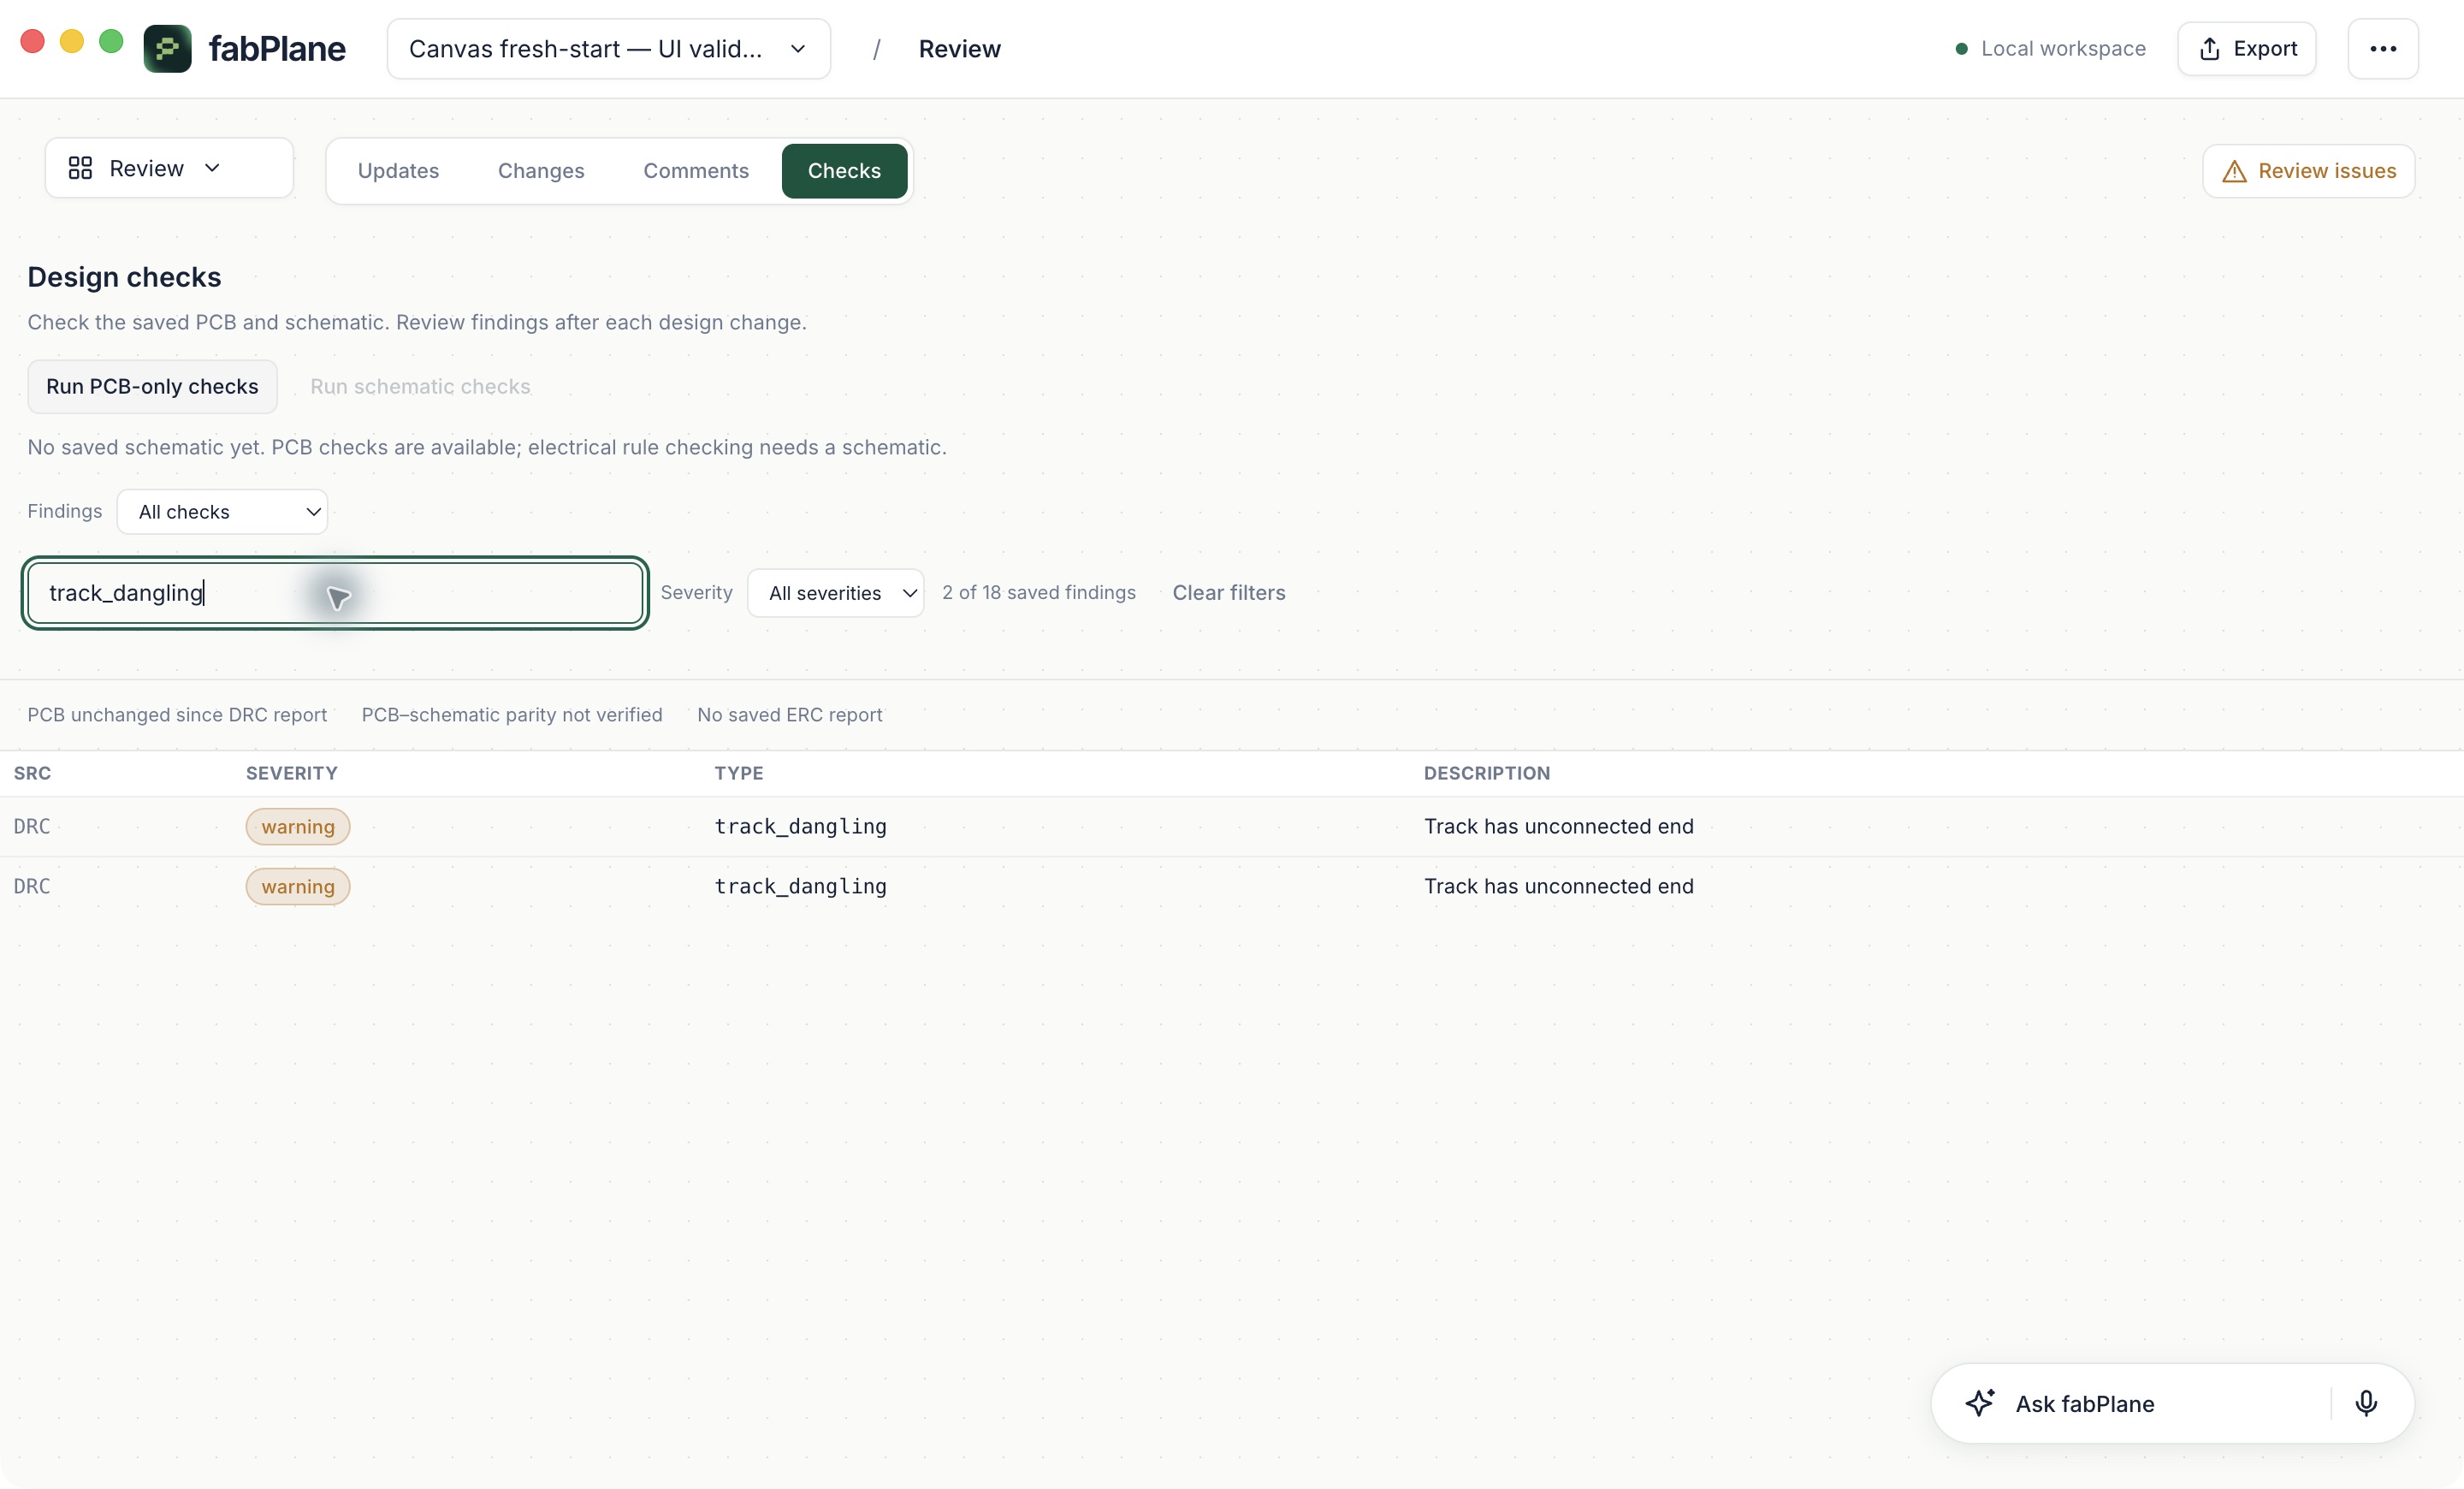 fabPlane Canvas fresh-start — UI valid... / Review Local workspace Export
Review Updates Changes Comments Checks Review issues
Design checks
Check the saved PCB and schematic. Review findings after each design change.
Run PCB-only checks Run schematic checks
No saved schematic yet. PCB checks are available; electrical rule checking needs a schematic.
Findings All checks
track_dangling Severity All severities 2 of 18 saved findings Clear filters
PCB unchanged since DRC report PCB–schematic parity not verified No saved ERC report
SRC SEVERITY TYPE DESCRIPTION
DRC warning track_dangling Track has unconnected end
DRC warning track_dangling Track has unconnected end
Ask fabPlane